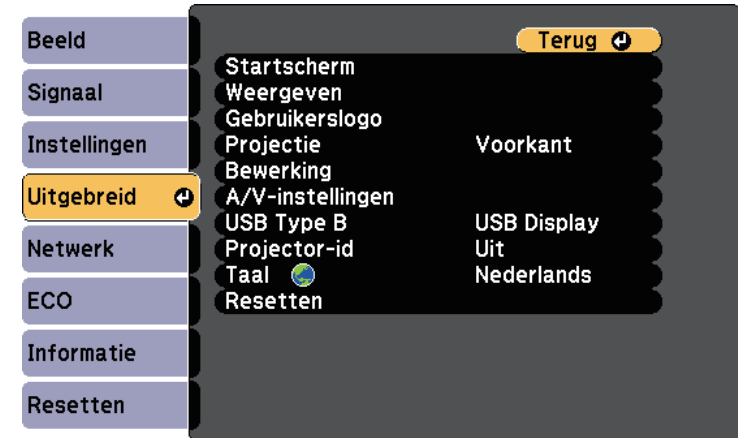 Beeld
Signaal
Instellingen
Uitgebreid
Netwerk
ECO
Informatie
Resetten
Terug
Startscherm
Weergeven
Gebruikerslogo
Projectie Voorkant
Bewerking
A/V-instellingen
USB Type B USB Display
Projector-id Uit
Taal Nederlands
Resetten